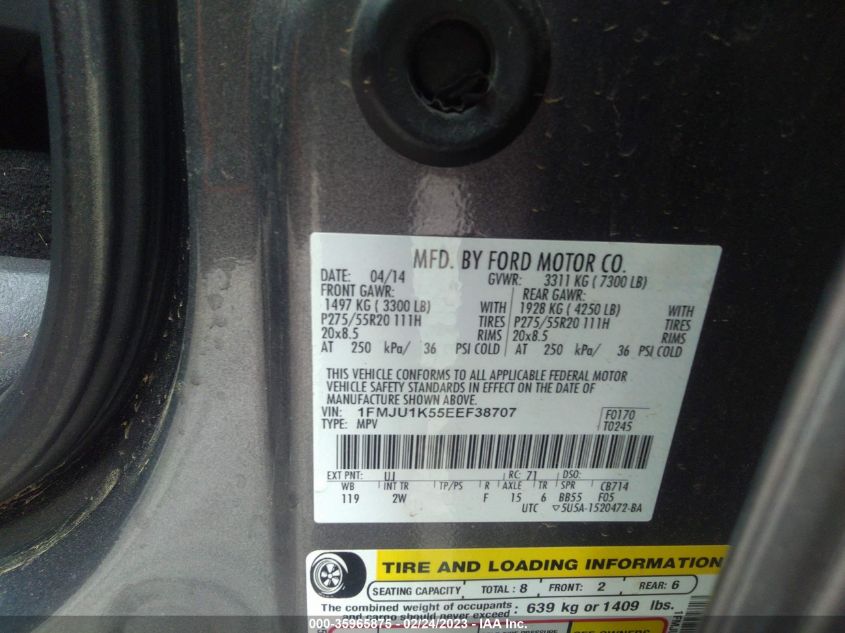 MFD. BY FORD MOTOR CO.
DATE: 04/14 GVWR: 3311 KG ( 7300 LB)
FRONT GAWR: REAR GAWR:
1497 KG ( 3300 LB) WITH 1928 KG ( 4250 LB) WITH
P275/55R20 111H TIRES P275/55R20 111H TIRES
20x8.5 RIMS 20x8.5 RIMS
AT 250 kPa/ 36 PSI COLD AT 250 kPa/ 36 PSI COLD
THIS VEHICLE CONFORMS TO ALL APPLICABLE FEDERAL MOTOR
VEHICLE SAFETY STANDARDS IN EFFECT ON THE DATE OF
MANUFACTURE SHOWN ABOVE.
VIN: 1FMJU1K55EEF38707 F0170
TYPE: MPV T0245
EXT PNT: UJ RC: 71 DSO:
WB INT TR TP/PS R AXLE TR SPR CB714
119 2W F 15 6 BB55 F05
UTC ▽5USA-1520472-BA
TIRE AND LOADING INFORMATION
SEATING CAPACITY TOTAL: 8 FRONT: 2 REAR: 6
The combined weight of occupants
and cargo should never exceed: 639 kg or 1409 lbs.
000-35965875 - 02/24/2023 - IAA Inc.
SEE OWNERS